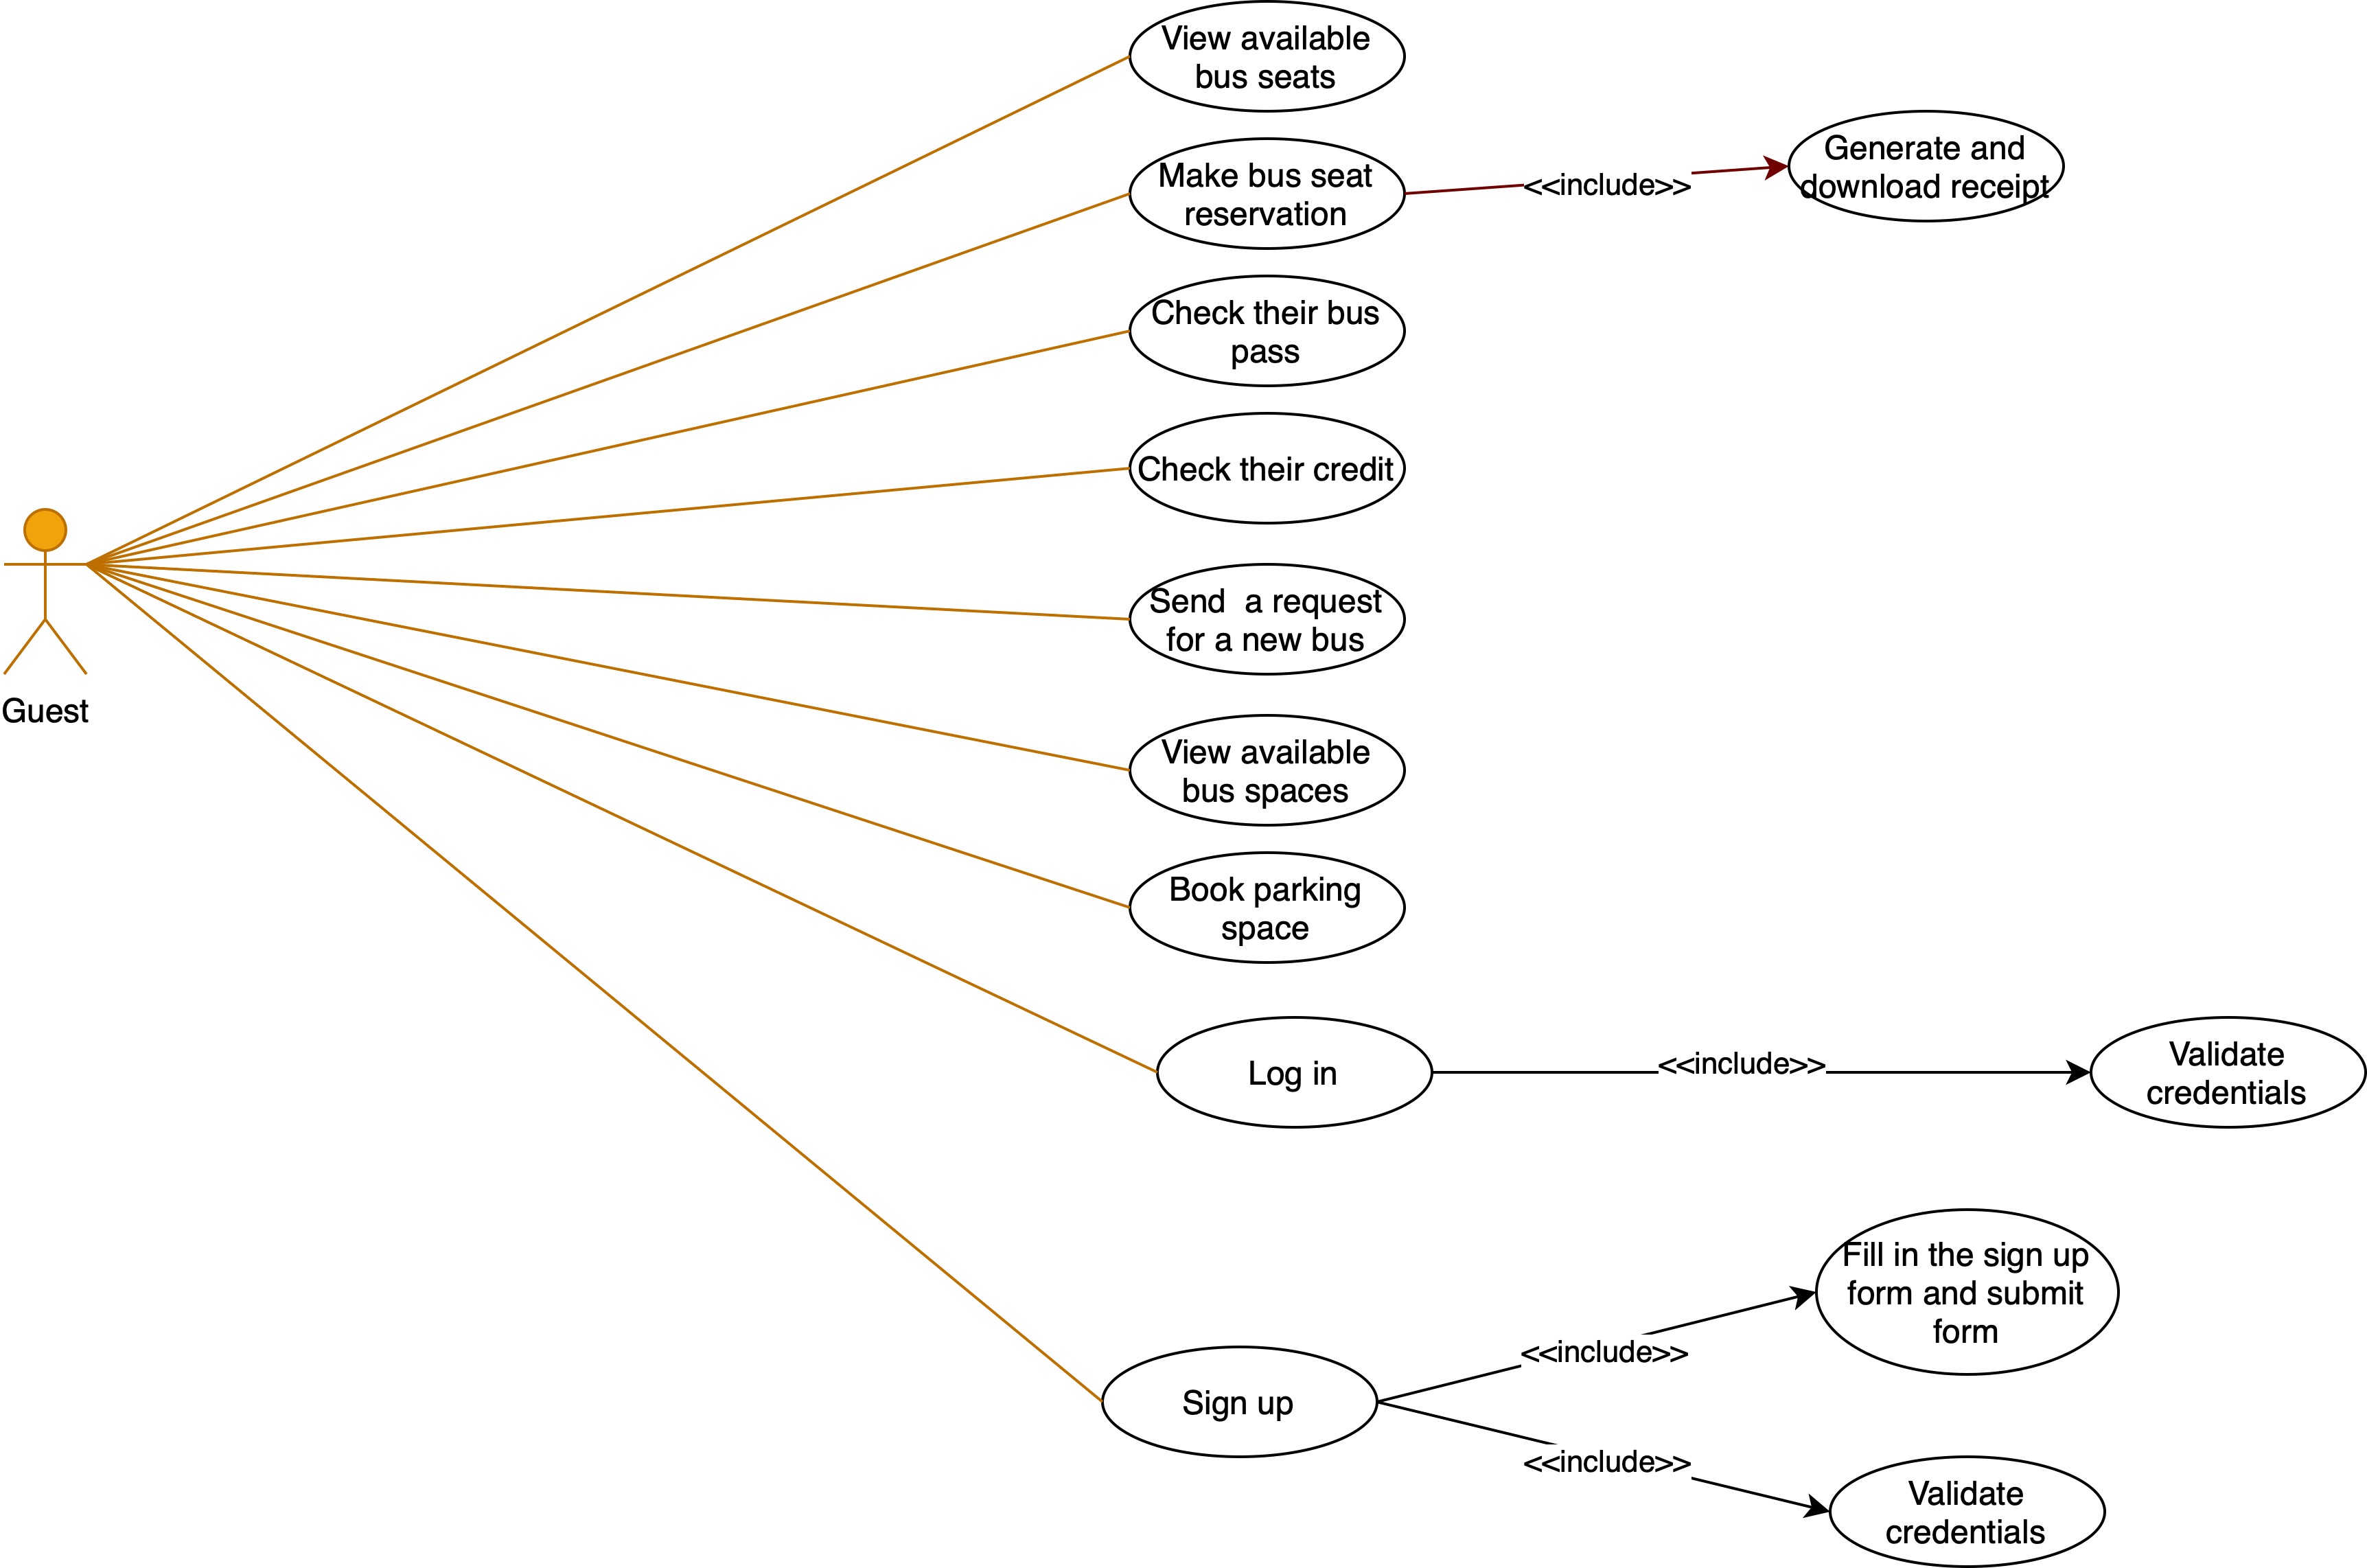 View available
bus seats
Make bus seat
reservation
<<include>>
Generate and
download receipt
Check their bus
pass
Check their credit
Send  a request
for a new bus
Guest
View available
bus spaces
Book parking
space
Log in
<<include>>
Validate
credentials
Sign up
<<include>>
Fill in the sign up
form and submit
form
<<include>>
Validate
credentials